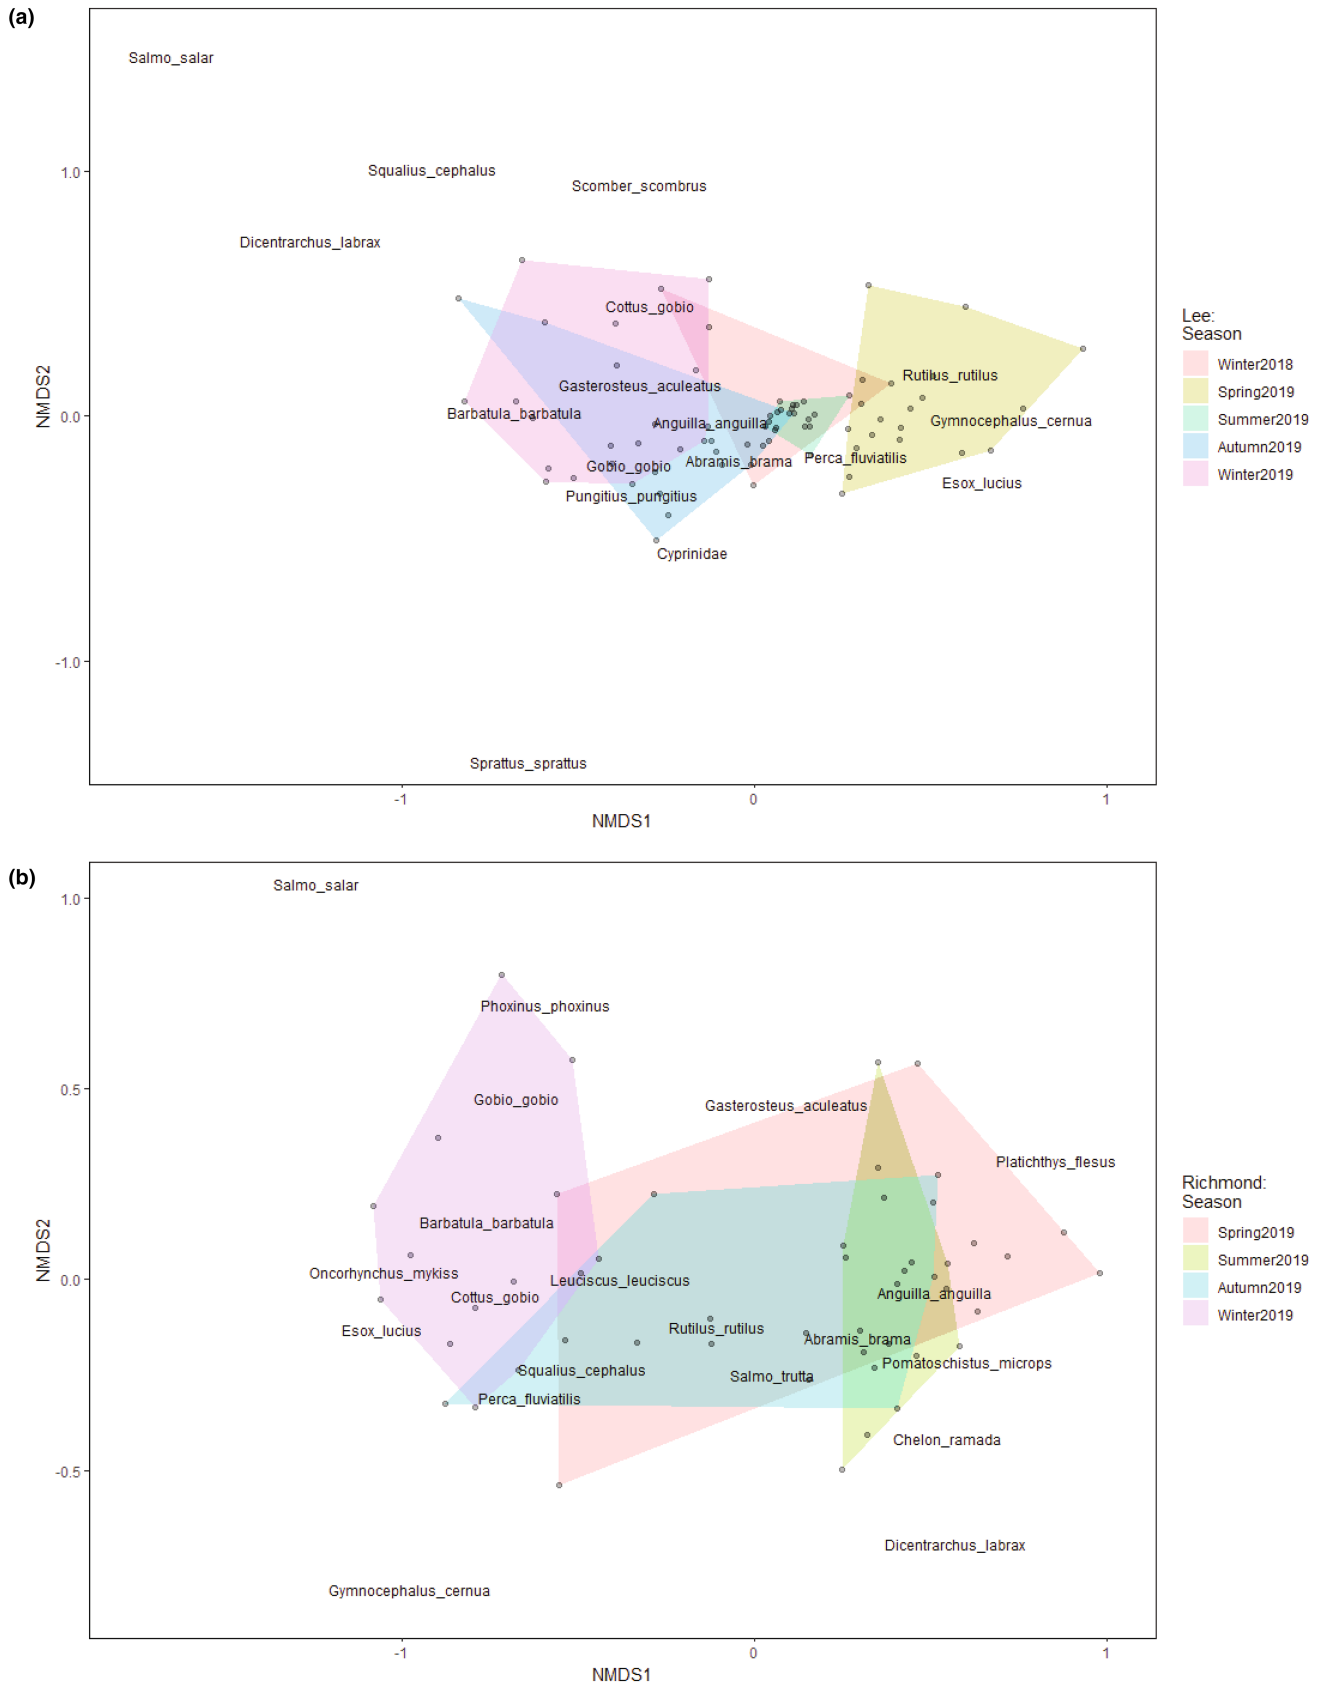 (a)
Salmo_salar
Squalius_cephalus
Scomber_scombrus
Dicentrarchus_labrax
Cottus_gobio
Rutilus_rutilus
Gasterosteus_aculeatus
Barbatula_barbatula
Anguilla_anguilla
Gymnocephalus_cernua
Perca_fluviatilis
Abramis_brama
Gobio_gobio
Esox_lucius
Pungitius_pungitius
Cyprinidae
Sprattus_sprattus
1.0
0.0
-1.0
NMDS2
-1
0
1
NMDS1
Lee:
Season
Winter2018
Spring2019
Summer2019
Autumn2019
Winter2019
(b)
Salmo_salar
Phoxinus_phoxinus
Gobio_gobio
Gasterosteus_aculeatus
Platichthys_flesus
Barbatula_barbatula
Oncorhynchus_mykiss
Leuciscus_leuciscus
Cottus_gobio
Anguilla_anguilla
Esox_lucius
Rutilus_rutilus
Abramis_brama
Pomatoschistus_microps
Squalius_cephalus
Salmo_trutta
Perca_fluviatilis
Chelon_ramada
Dicentrarchus_labrax
Gymnocephalus_cernua
1.0
0.5
0.0
-0.5
NMDS2
-1
0
1
NMDS1
Richmond:
Season
Spring2019
Summer2019
Autumn2019
Winter2019